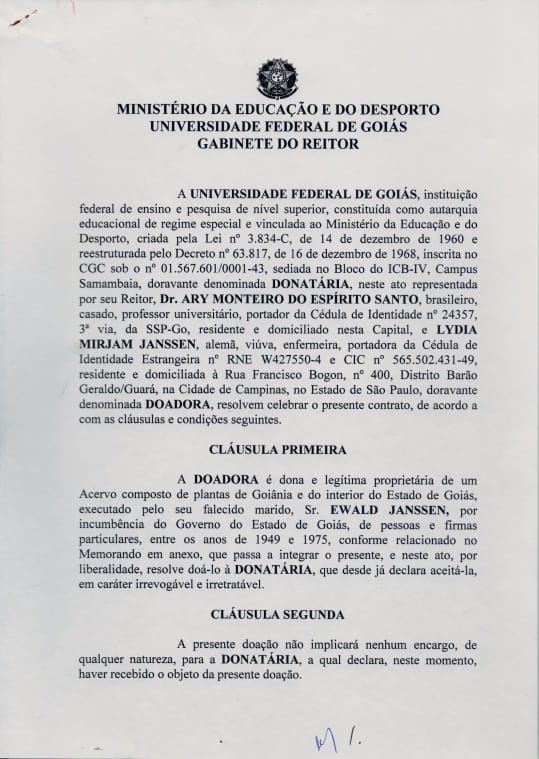 MINISTÉRIO DA EDUCAÇÃO E DO DESPORTO
UNIVERSIDADE FEDERAL DE GOIÁS
GABINETE DO REITOR
A UNIVERSIDADE FEDERAL DE GOIÁS, instituição
federal de ensino e pesquisa de nível superior, constituída como autarquia
educacional de regime especial e vinculada ao Ministério da Educação e do
Desporto, criada pela Lei nº 3.834-C, de 14 de dezembro de 1960 e
reestruturada pelo Decreto nº 63.817, de 16 de dezembro de 1968, inscrita no
CGC sob o nº 01.567.601/0001-43, sediada no Bloco do ICB-IV, Campus
Samambaia, doravante denominada DONATÁRIA, neste ato representada
por seu Reitor, Dr. ARY MONTEIRO DO ESPÍRITO SANTO, brasileiro,
casado, professor universitário, portador da Cédula de Identidade nº 24357,
3ª via, da SSP-Go, residente e domiciliado nesta Capital, e LYDIA
MIRJAM JANSSEN, alemã, viúva, enfermeira, portadora da Cédula de
Identidade Estrangeira nº RNE W427550-4 e CIC nº 565.502.431-49,
residente e domiciliada à Rua Francisco Bogon, nº 400, Distrito Barão
Geraldo/Guará, na Cidade de Campinas, no Estado de São Paulo, doravante
denominada DOADORA, resolvem celebrar o presente contrato, de acordo a
com as cláusulas e condições seguintes.
CLÁUSULA PRIMEIRA
A DOADORA é dona e legítima proprietária de um
Acervo composto de plantas de Goiânia e do interior do Estado de Goiás,
executado pelo seu falecido marido, Sr. EWALD JANSSEN, por
incumbência do Governo do Estado de Goiás, de pessoas e firmas
particulares, entre os anos de 1949 e 1975, conforme relacionado no
Memorando em anexo, que passa a integrar o presente, e neste ato, por
liberalidade, resolve doá-lo à DONATÁRIA, que desde já declara aceitá-la,
em caráter irrevogável e irretratável.
CLÁUSULA SEGUNDA
A presente doação não implicará nenhum encargo, de
qualquer natureza, para a DONATÁRIA, a qual declara, neste momento,
haver recebido o objeto da presente doação.